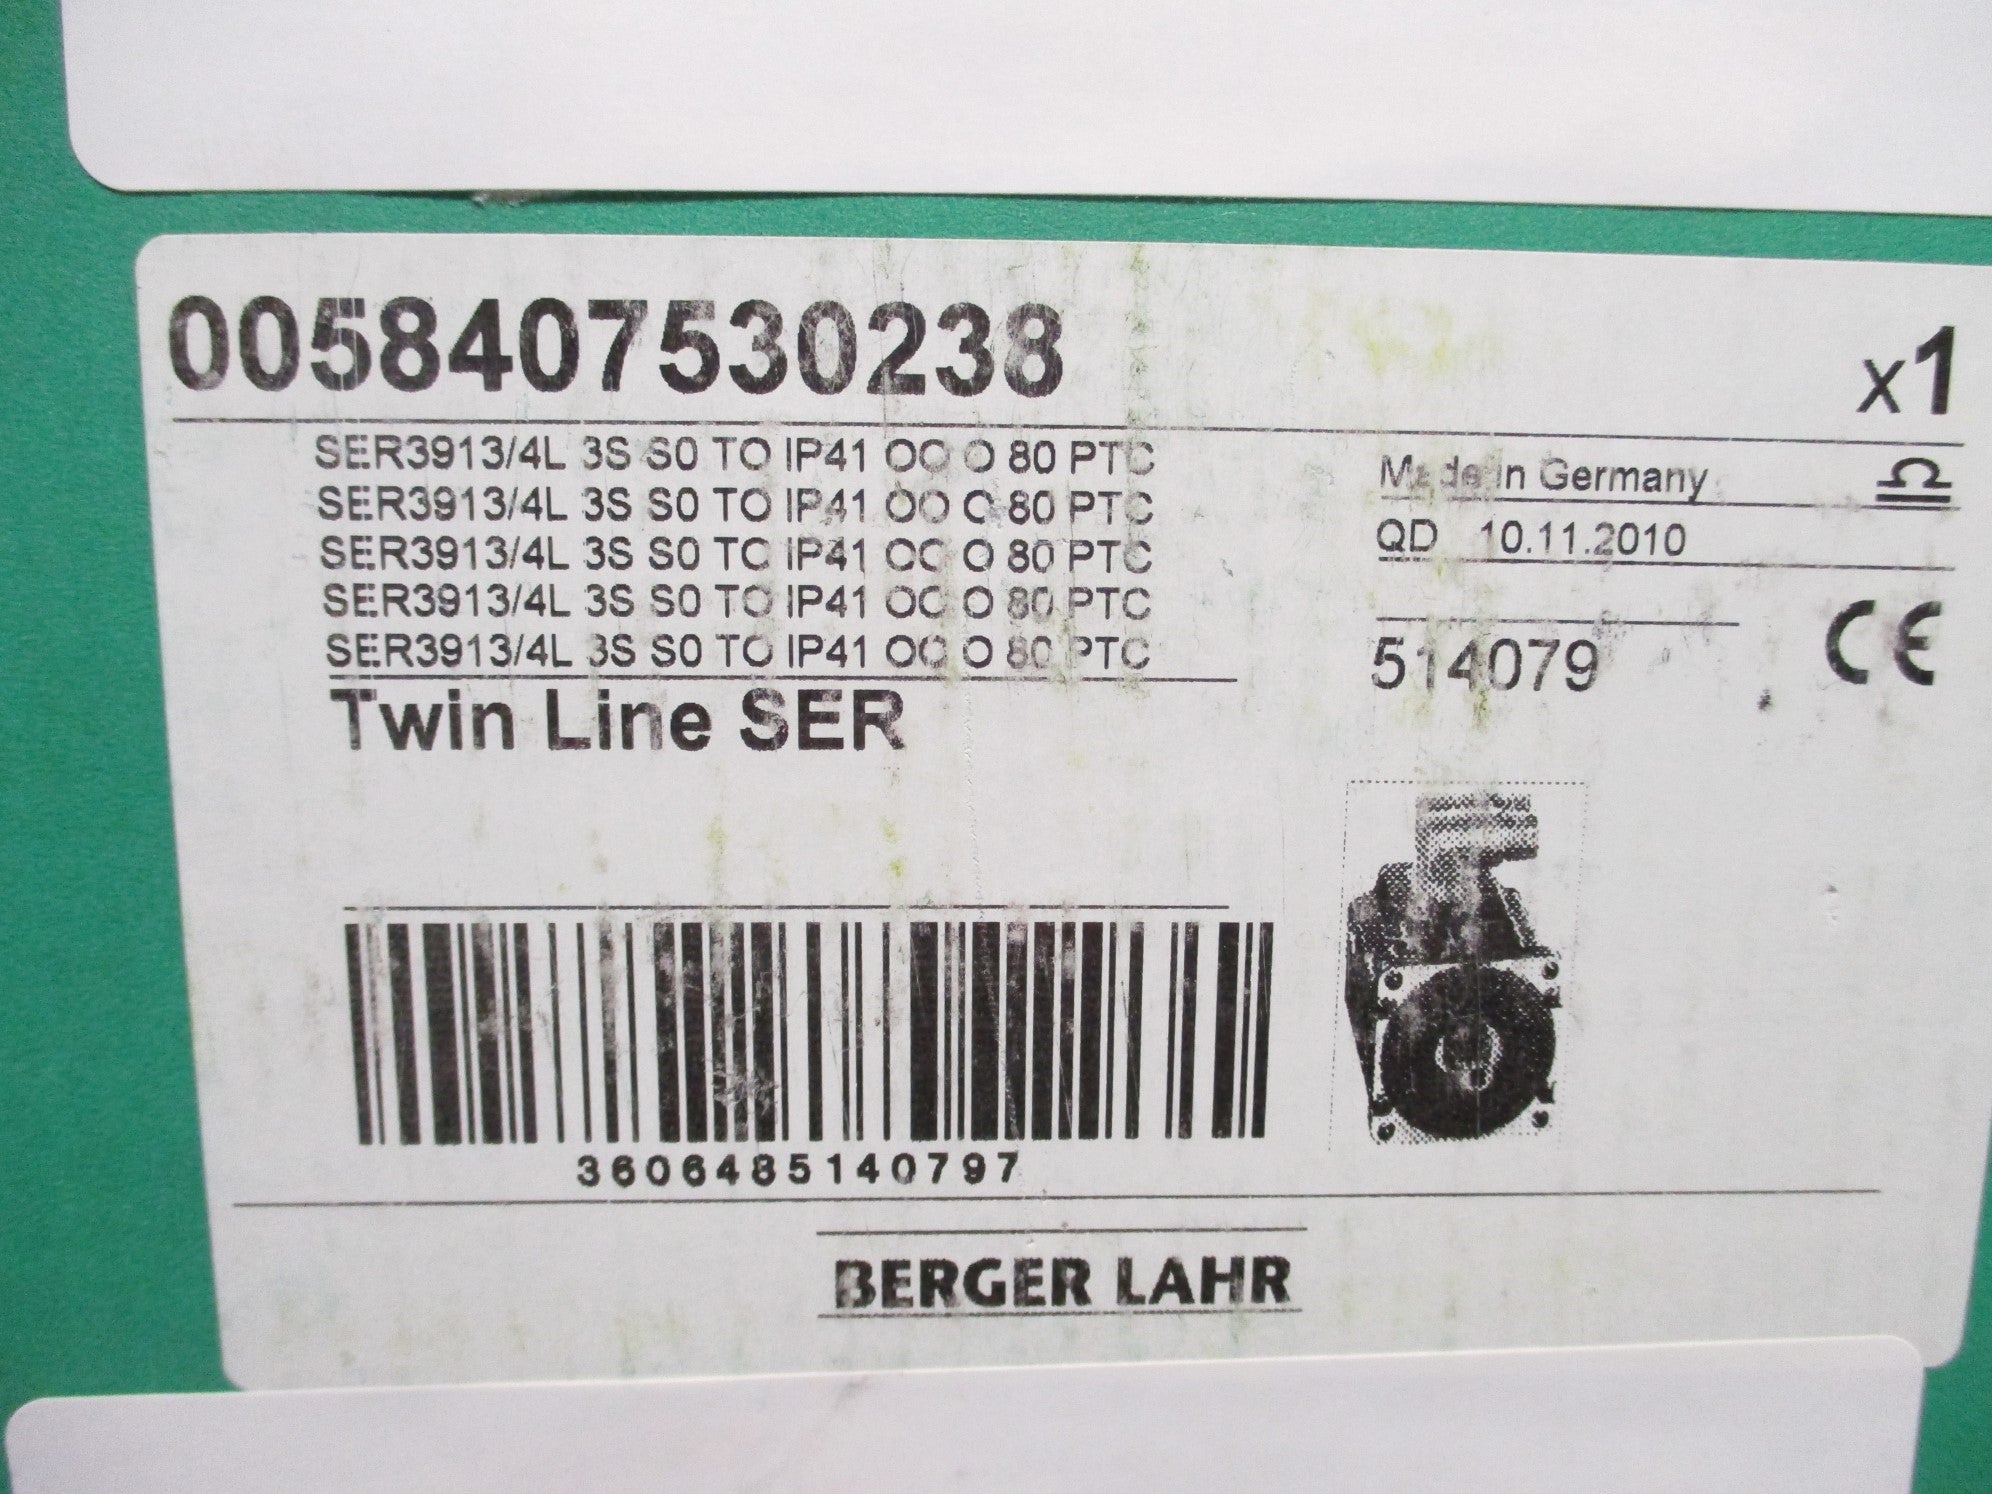 0058407530238
x1
SER3913/4L 3S S0 TO IP41 OO O 80 PTC
SER3913/4L 3S S0 TO IP41 OO O 80 PTC
SER3913/4L 3S S0 TO IP41 OO O 80 PTC
SER3913/4L 3S S0 TO IP41 OO O 80 PTC
SER3913/4L 3S S0 TO IP41 OO O 80 PTC
Twin Line SER
Made in Germany
QD 10.11.2010
514079
CE
3606485140797
BERGER LAHR